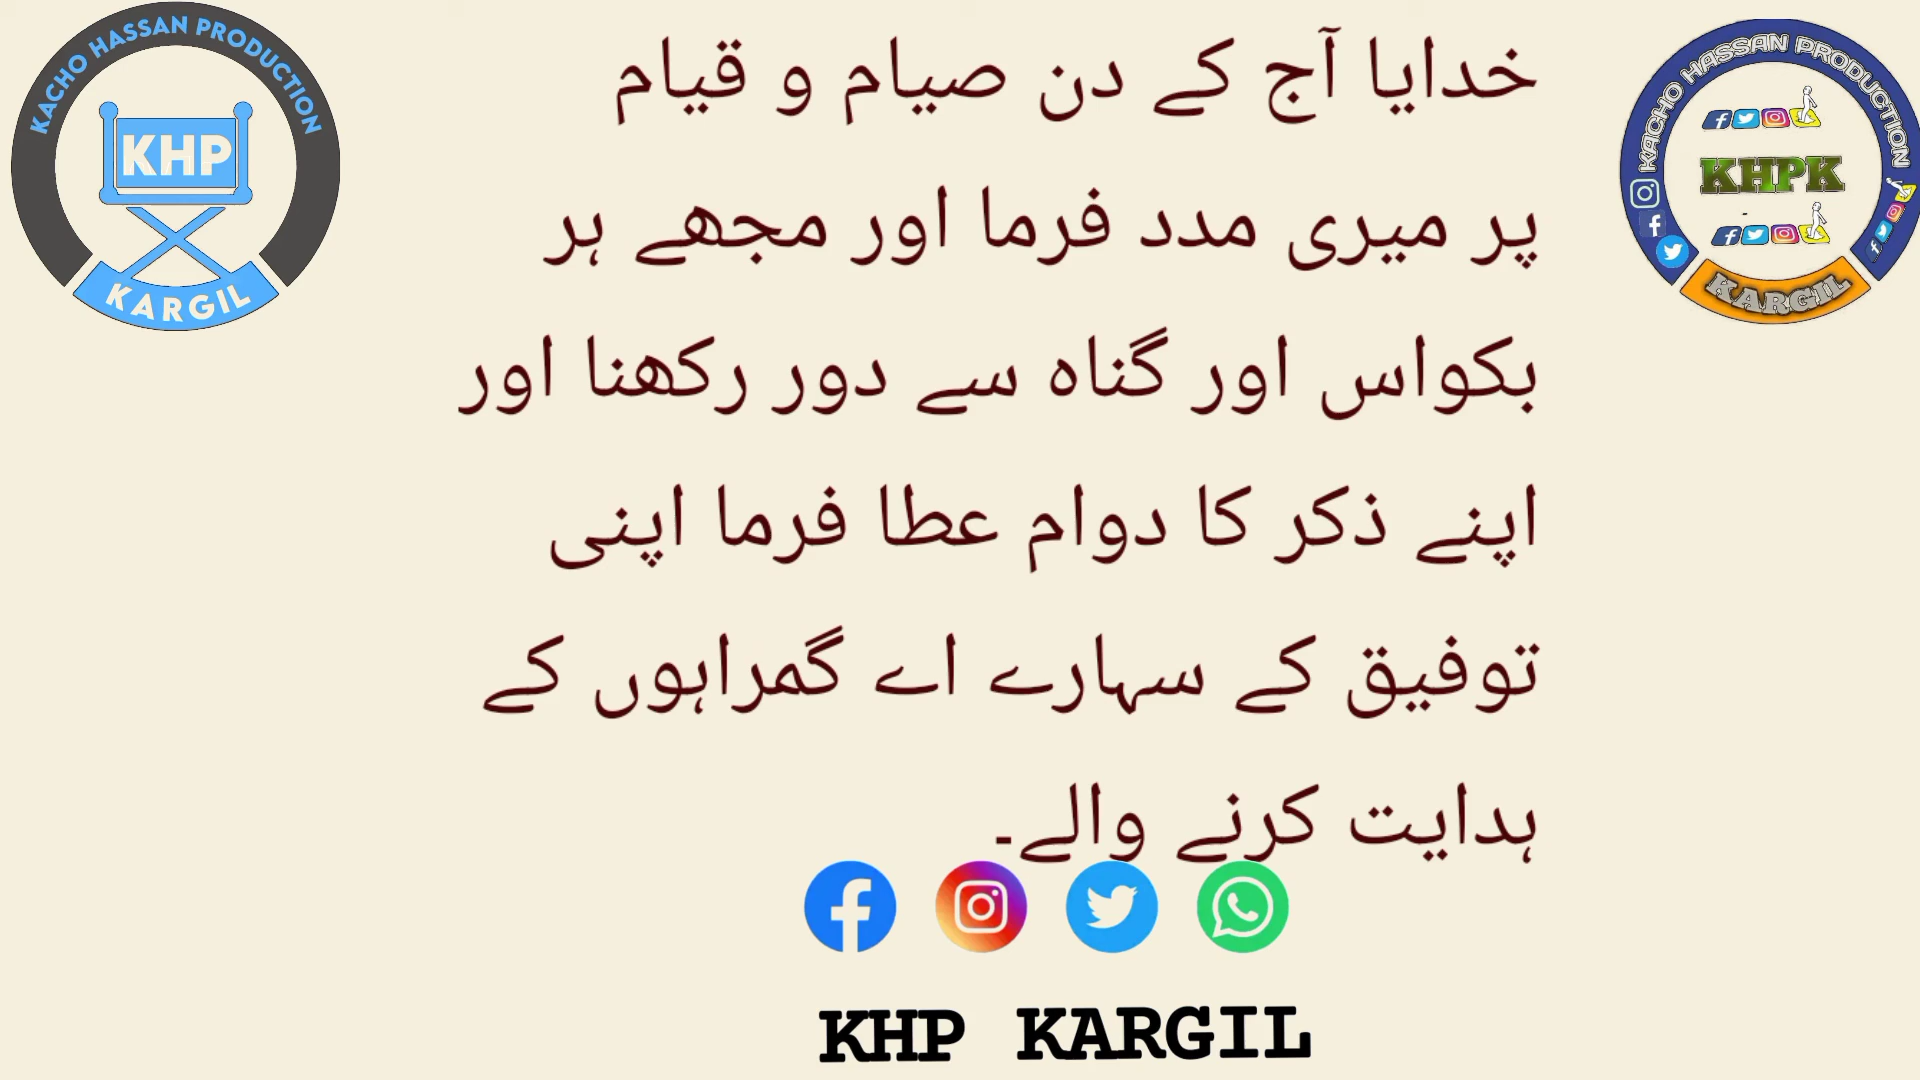 KACHO HASSAN PRODUCTION
KHP
KARGIL
خدایا آج کے دن صیام و قیام
پر میری مدد فرما اور مجھے ہر
بکواس اور گناہ سے دور رکھنا اور
اپنے ذکر کا دوام عطا فرما اپنی
توفیق کے سہارے اے گمراہوں کے
ہدایت کرنے والے۔
KACHO HASSAN PRODUCTION
KHPK
KARGIL
KHP KARGIL